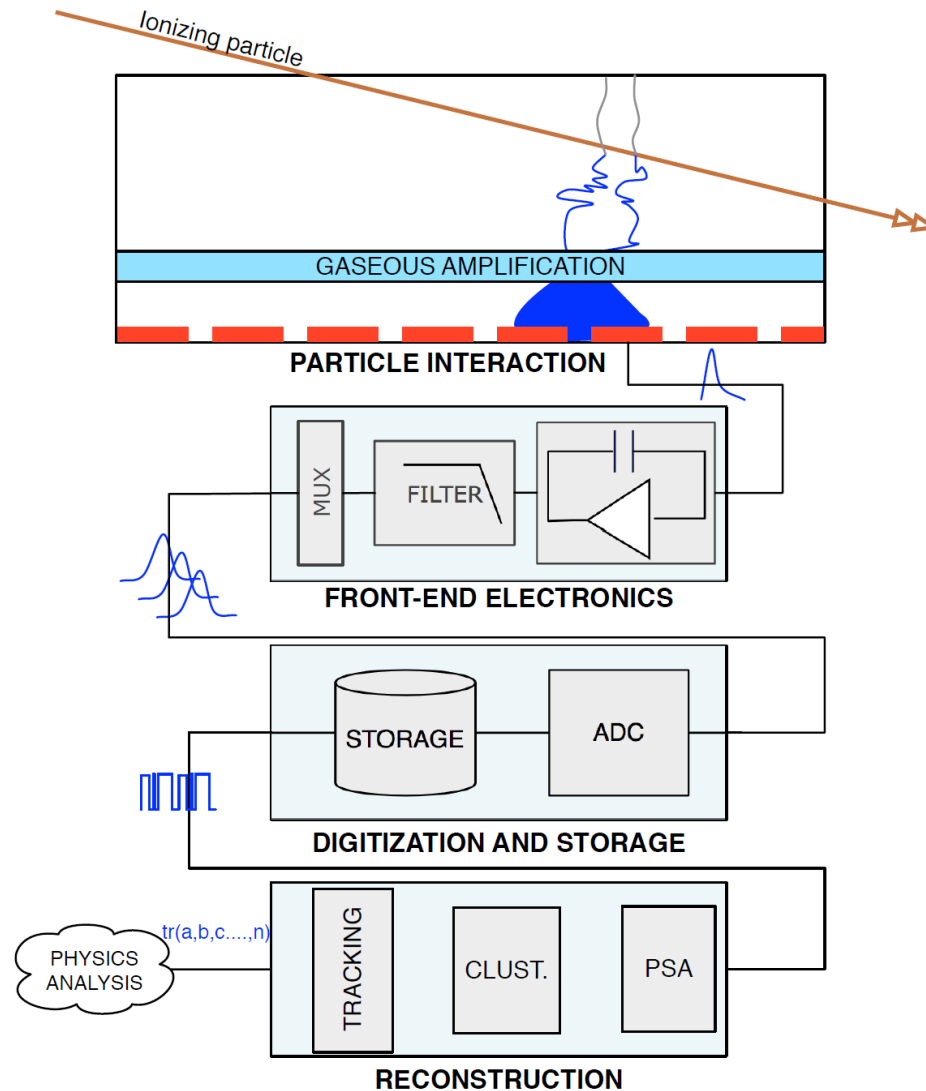 Ionizing particle
GASEOUS AMPLIFICATION
PARTICLE INTERACTION
MUX
FILTER
FRONT-END ELECTRONICS
STORAGE
ADC
DIGITIZATION AND STORAGE
tr(a,b,c....,n)
PHYSICS
ANALYSIS
TRACKING
CLUST.
PSA
RECONSTRUCTION